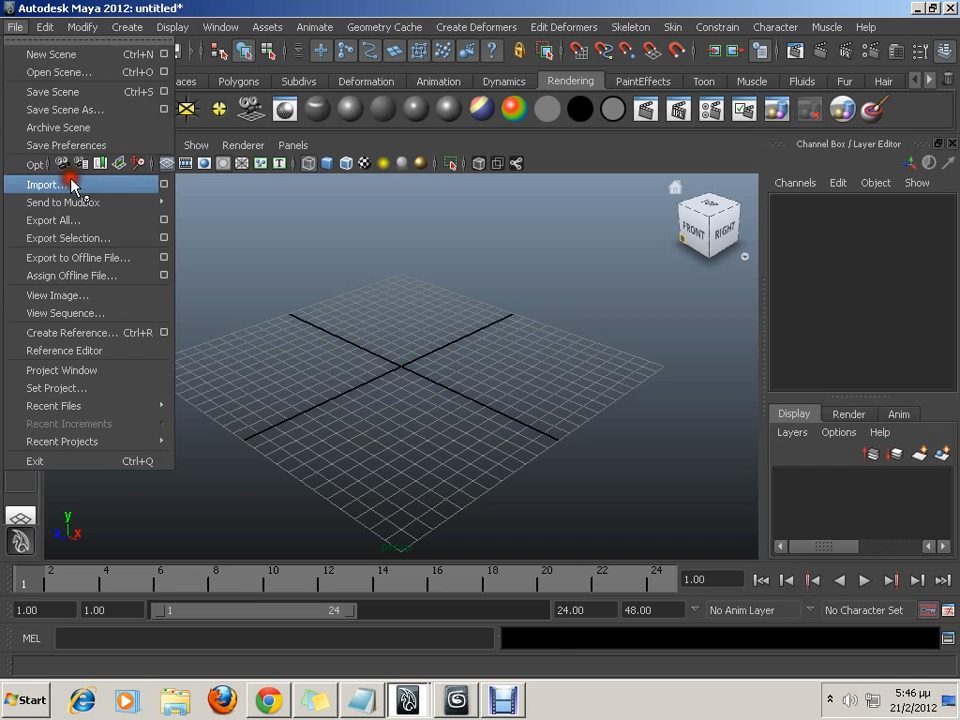 Autodesk Maya 2012: untitled*
File Edit Modify Create Display Window Assets Animate Geometry Cache Create Deformers Edit Deformers Skeleton Skin Constrain Character Muscle Help
aces Polygons Subdivs Deformation Animation Dynamics Rendering PaintEffects Toon Muscle Fluids Fur Hair
New Scene Ctrl+N
Open Scene... Ctrl+O
Save Scene Ctrl+S
Save Scene As...
Archive Scene
Save Preferences
Opt
Import...
Send to Mudbox
Export All...
Export Selection...
Export to Offline File...
Assign Offline File...
View Image...
View Sequence...
Create Reference... Ctrl+R
Reference Editor
Project Window
Set Project...
Recent Files
Recent Increments
Recent Projects
Exit Ctrl+Q
Show Renderer Panels
TOP
FRONT
RIGHT
y
z x
persp
Channel Box / Layer Editor
Channels Edit Object Show
Display Render Anim
Layers Options Help
1 2 4 6 8 10 12 14 16 18 20 22 24 1.00
1.00 1.00 1 24 24.00 48.00 No Anim Layer No Character Set
MEL
Start 5:46 μμ
21/2/2012